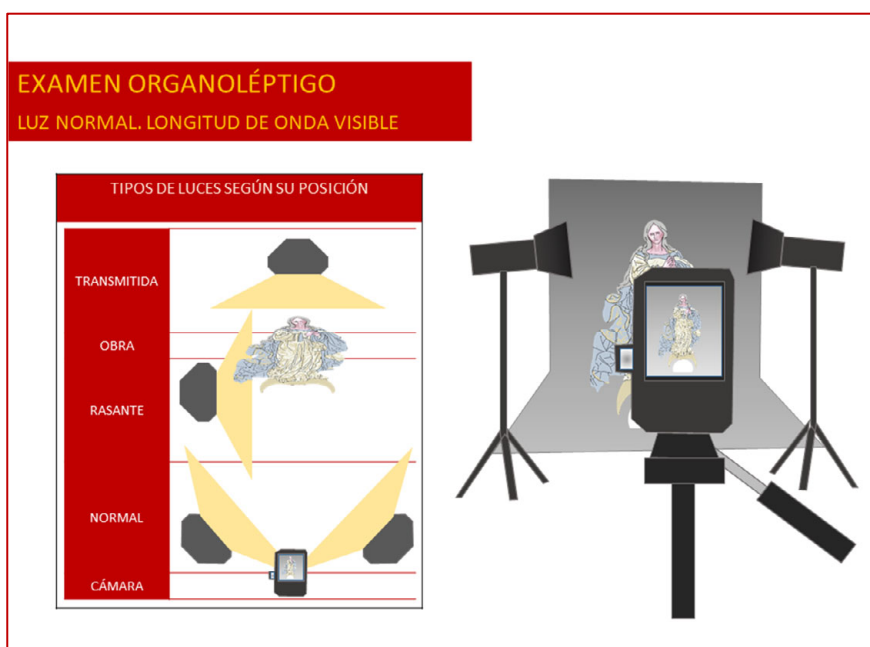 EXAMEN ORGANOLÉPTIGO
LUZ NORMAL. LONGITUD DE ONDA VISIBLE
TIPOS DE LUCES SEGÚN SU POSICIÓN
TRANSMITIDA
OBRA
RASANTE
NORMAL
CÁMARA